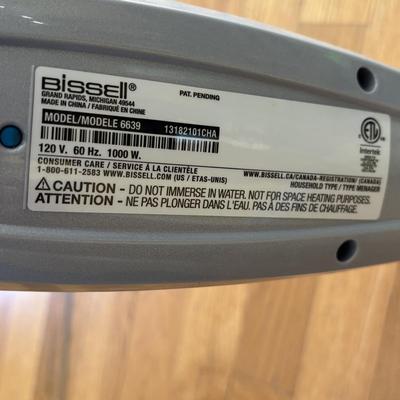 Bissell®
PAT. PENDING
GRAND RAPIDS, MICHIGAN 49544
MADE IN CHINA / FABRIQUÉ EN CHINE
MODEL/MODELE 6639 13182101CHA
120 V. 60 Hz. 1000 W.
ETL
Intertek
CONSUMER CARE / SERVICE À LA CLIENTÈLE
1-800-611-2583 WWW.BISSELL.COM (US / ETAS-UNIS)
WWW.BISSELL.CA/CANADA-REGISTRATION/ (CANADA)
HOUSEHOLD TYPE / TYPE MENAGER
CAUTION - DO NOT IMMERSE IN WATER. NOT FOR SPACE HEATING PURPOSES.
ATTENTION - NE PAS PLONGER DANS L'EAU. PAS À DES FINS DE CHAUFFAGE.